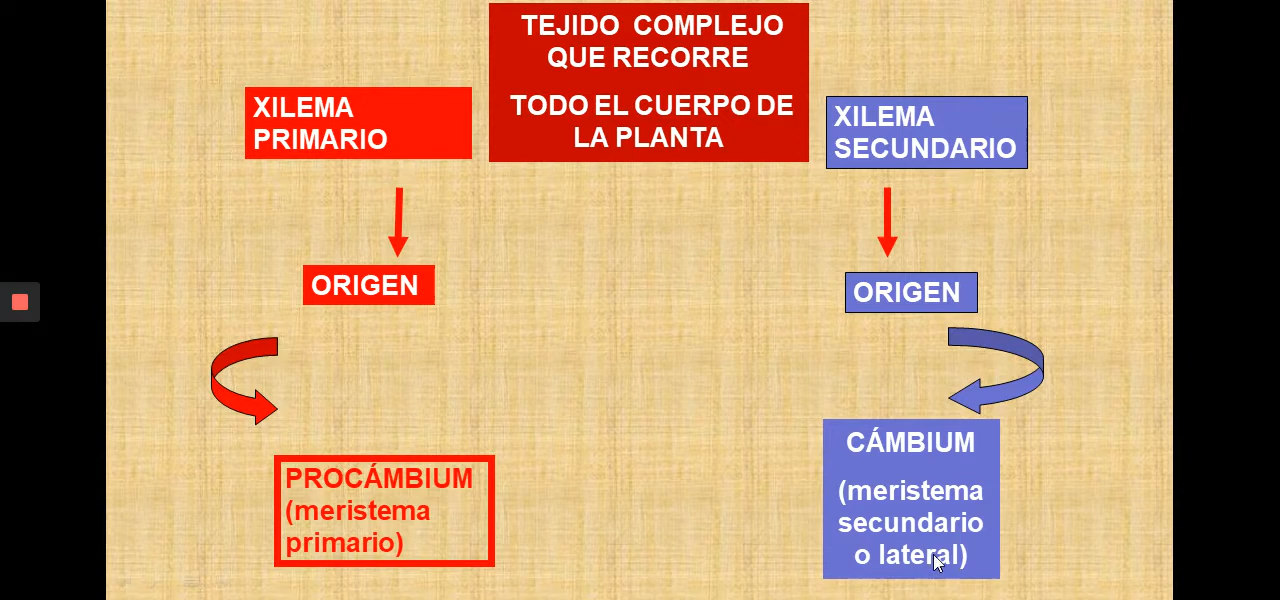 TEJIDO COMPLEJO
QUE RECORRE
TODO EL CUERPO DE
LA PLANTA
XILEMA
PRIMARIO
XILEMA
SECUNDARIO
ORIGEN
ORIGEN
PROCÁMBIUM
(meristema
primario)
CÁMBIUM
(meristema
secundario
o lateral)